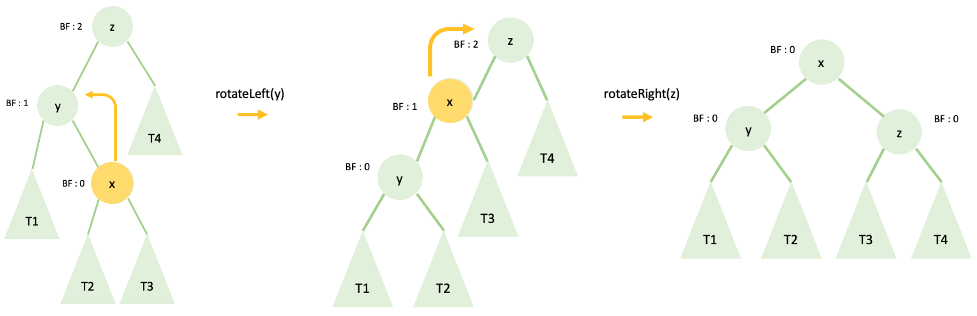 BF : 2
z
BF : 1
y
T4
BF : 0
x
T1
T2
T3
rotateLeft(y)
BF : 2
z
BF : 1
x
T4
BF : 0
y
T3
T1
T2
rotateRight(z)
BF : 0
x
BF : 0
y
z
BF : 0
T1
T2
T3
T4